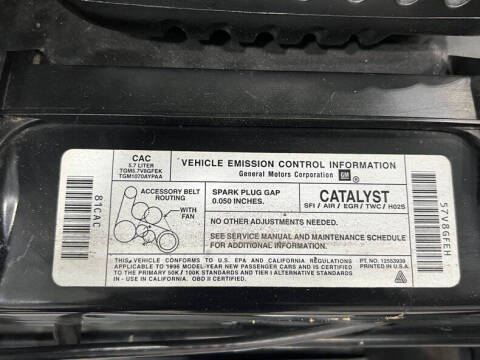 CAC
5.7 LITER
TGM5.7V8GFEK
TGM1070AYPAA
VEHICLE EMISSION CONTROL INFORMATION
General Motors Corporation GM ®
ACCESSORY BELT
ROUTING
WITH
FAN
SPARK PLUG GAP
0.050 INCHES.
CATALYST
SFI / AIR / EGR / TWC / HO2S
NO OTHER ADJUSTMENTS NEEDED.
SEE SERVICE MANUAL AND MAINTENANCE SCHEDULE
FOR ADDITIONAL INFORMATION.
VEHICLE CONFORMS TO U.S. EPA AND CALIFORNIA REGULATIONS
APPLICABLE TO 1996 MODEL-YEAR NEW PASSENGER CARS AND IS CERTIFIED
TO THE PRIMARY 50K / 100K STANDARDS AND TIER I ALTERNATIVE STANDARDS
IN - USE IN CALIFORNIA. OBD II CERTIFIED.
PT. NO. 12553939
PRINTED IN U.S.A.
8YCAC
57V8GFEH